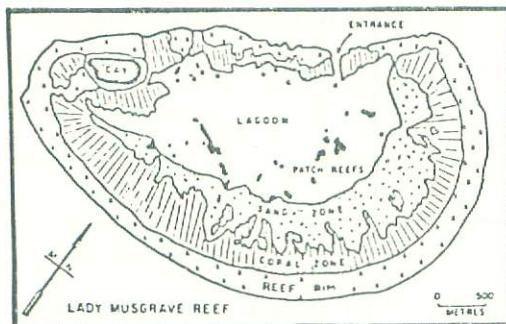 ENTRANCE
CAY
LAGOON
PATCH REEFS
SANDY ZONE
CORAL ZONE
REEF RIM
LADY MUSGRAVE REEF
0 500
METRES